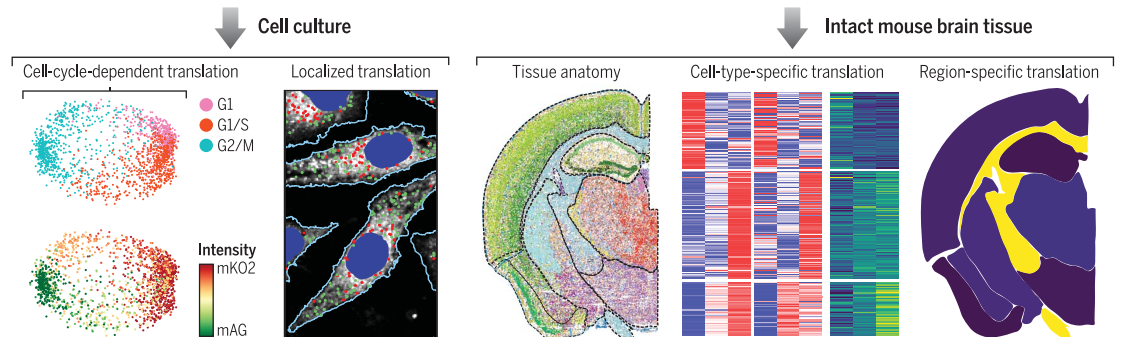 Cell culture
Cell-cycle-dependent translation
Localized translation
G1
G1/S
G2/M
Intensity
mKO2
mAG
Intact mouse brain tissue
Tissue anatomy
Cell-type-specific translation
Region-specific translation